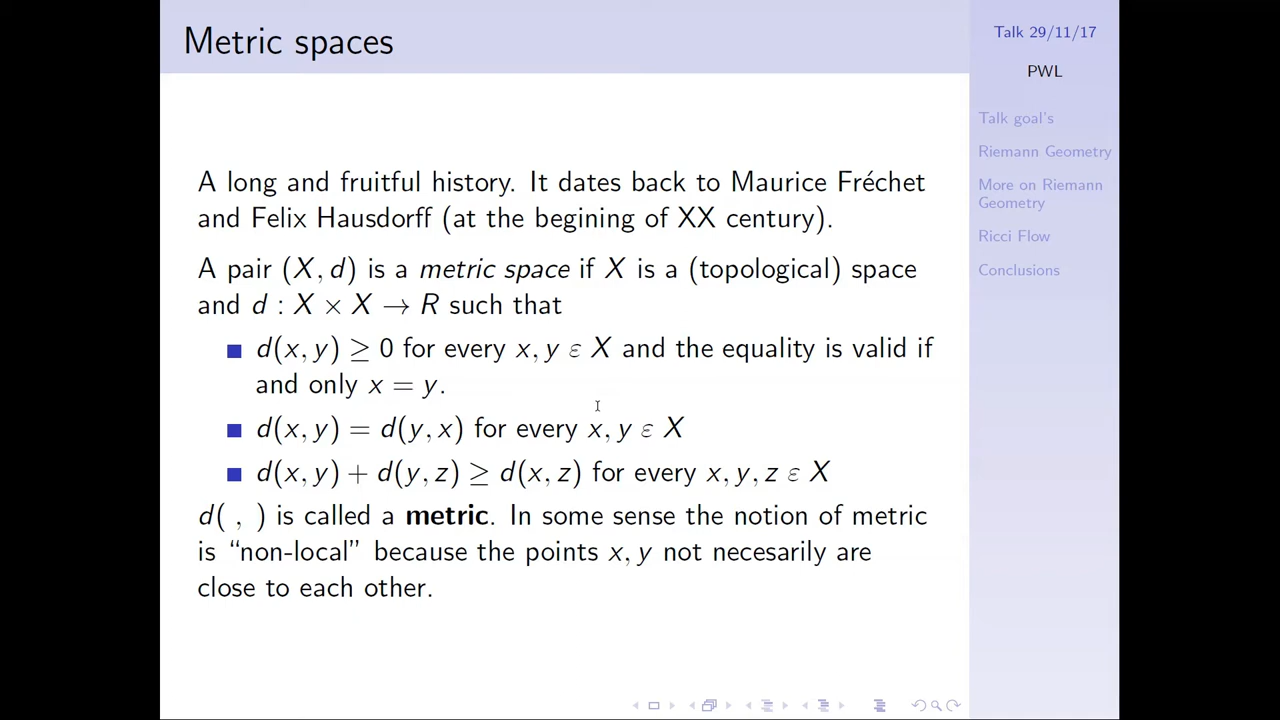 Metric spaces
A long and fruitful history. It dates back to Maurice Fréchet
and Felix Hausdorff (at the begining of XX century).
A pair (X, d) is a metric space if X is a (topological) space
and d : X × X → R such that
d(x, y) ≥ 0 for every x, y ε X and the equality is valid if
and only x = y.
d(x, y) = d(y, x) for every x, y ε X
d(x, y) + d(y, z) ≥ d(x, z) for every x, y, z ε X
d( , ) is called a metric. In some sense the notion of metric
is “non-local” because the points x, y not necesarily are
close to each other.
Talk 29/11/17
PWL
Talk goal's
Riemann Geometry
More on Riemann
Geometry
Ricci Flow
Conclusions